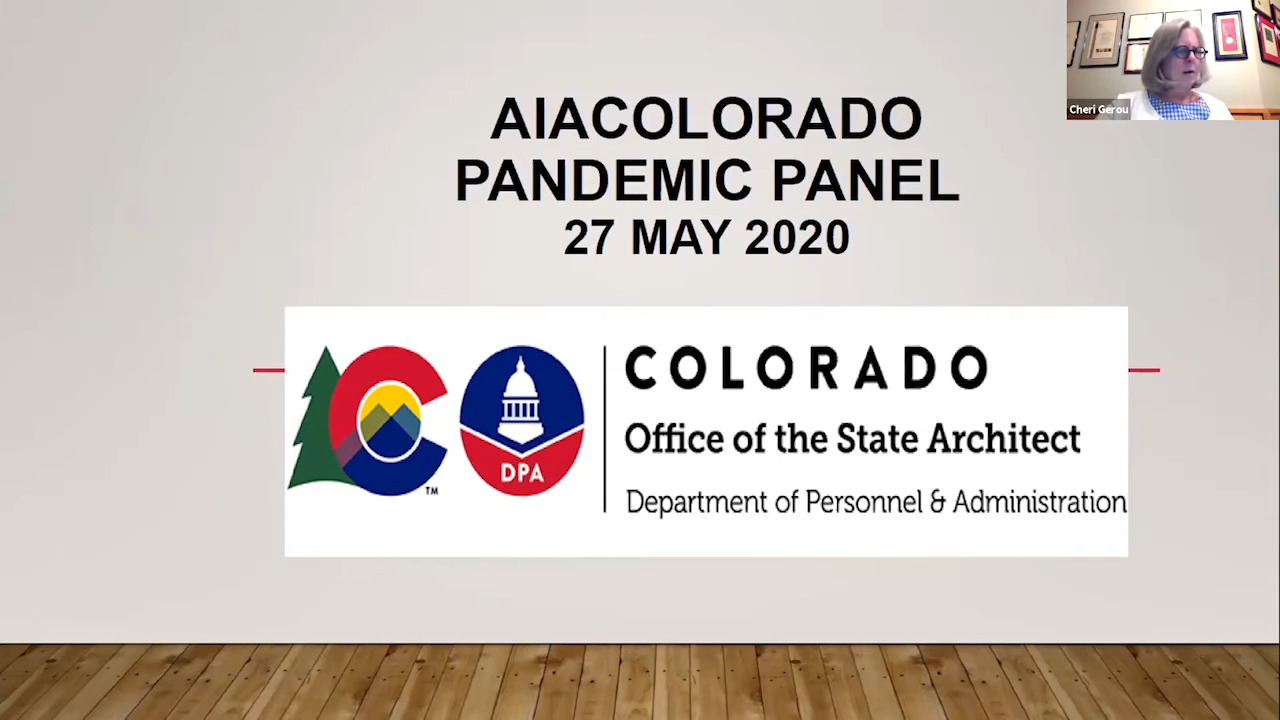 AIACOLORADO
PANDEMIC PANEL
27 MAY 2020
Cheri Gerou
COLORADO
Office of the State Architect
Department of Personnel & Administration
DPA
TM